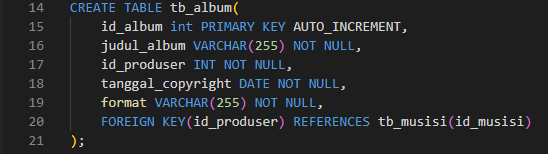 14 CREATE TABLE tb_album(
15 id_album int PRIMARY KEY AUTO_INCREMENT,
16 judul_album VARCHAR(255) NOT NULL,
17 id_produser INT NOT NULL,
18 tanggal_copyright DATE NOT NULL,
19 format VARCHAR(255) NOT NULL,
20 FOREIGN KEY(id_produser) REFERENCES tb_musisi(id_musisi)
21 );